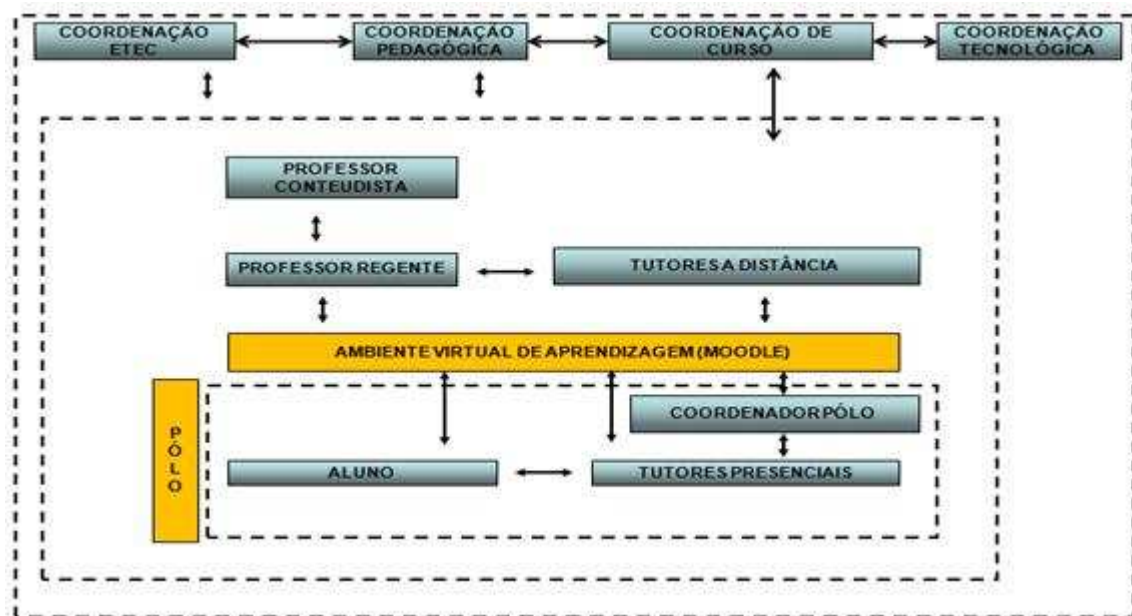 COORDENAÇÃO
ETEC
COORDENAÇÃO
PEDAGÓGICA
COORDENAÇÃO DE
CURSO
COORDENAÇÃO
TECNOLÓGICA
PROFESSOR
CONTEUDISTA
PROFESSOR REGENTE
TUTORES A DISTÂNCIA
AMBIENTE VIRTUAL DE APRENDIZAGEM (MOODLE)
PÓLO
COORDENADOR PÓLO
ALUNO
TUTORES PRESENCIAIS